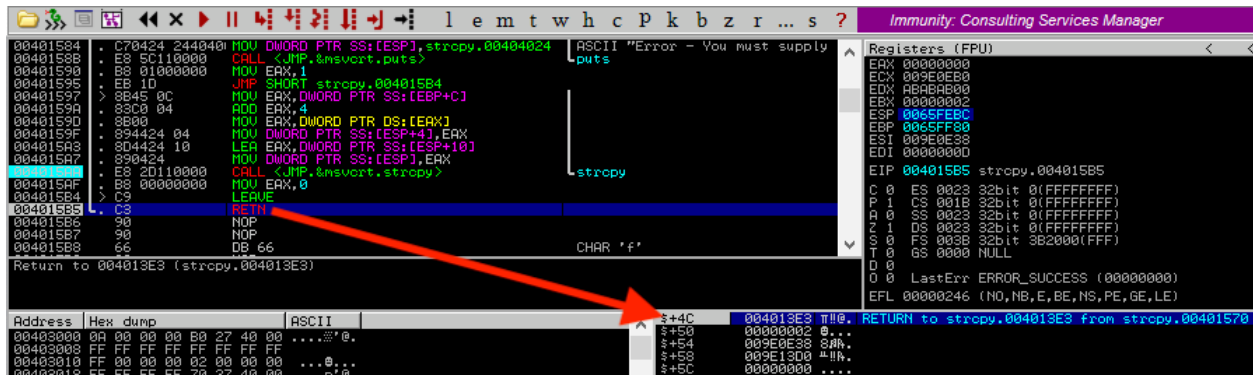 l e m t w h c P k b z r ... s ?
Immunity: Consulting Services Manager
00401584 . C70424 244040 MOV DWORD PTR SS:[ESP],strcpy.00404024 ASCII "Error - You must supply
0040158B . E8 5C110000 CALL <JMP.&msvcrt.puts> puts
00401590 . B8 01000000 MOV EAX,1
00401595 . EB 1D JMP SHORT strcpy.004015B4
00401597 > 8B45 0C MOV EAX,DWORD PTR SS:[EBP+C]
0040159A . 83C0 04 ADD EAX,4
0040159D . 8B00 MOV EAX,DWORD PTR DS:[EAX]
0040159F . 894424 04 MOV DWORD PTR SS:[ESP+4],EAX
004015A3 . 8D4424 10 LEA EAX,DWORD PTR SS:[ESP+10]
004015A7 . 890424 MOV DWORD PTR SS:[ESP],EAX
004015AA . E8 2D110000 CALL <JMP.&msvcrt.strcpy> strcpy
004015AF . B8 00000000 MOV EAX,0
004015B4 > C9 LEAVE
004015B5 . C3 RETN
004015B6 90 NOP
004015B7 90 NOP
004015B8 66 DB 66 CHAR 'f'
Return to 004013E3 (strcpy.004013E3)
Registers (FPU) < <
EAX 00000000
ECX 009E0EB0
EDX ABABAB00
EBX 00000002
ESP 0065FEBC
EBP 0065FF80
ESI 009E0E38
EDI 0000000D
EIP 004015B5 strcpy.004015B5
C 0 ES 0023 32bit 0(FFFFFFFF)
P 1 CS 001B 32bit 0(FFFFFFFF)
A 0 SS 0023 32bit 0(FFFFFFFF)
Z 1 DS 0023 32bit 0(FFFFFFFF)
S 0 FS 003B 32bit 3B2000(FFF)
T 0 GS 0000 NULL
D 0
O 0 LastErr ERROR_SUCCESS (00000000)
EFL 00000246 (NO,NB,E,BE,NS,PE,GE,LE)
Address Hex dump ASCII
00403000 0A 00 00 00 B0 27 40 00 ....░'@.
00403008 FF FF FF FF FF FF FF FF
00403010 FF 00 00 00 02 00 00 00 ...☻...
00403018 FF FF FF FF 70 37 40 00 p7@.
$+4C 004013E3 π‼@. RETURN to strcpy.004013E3 from strcpy.00401570
$+50 00000002 ☻...
$+54 009E0E38
$+58 009E13D0
$+5C 00000000 ....